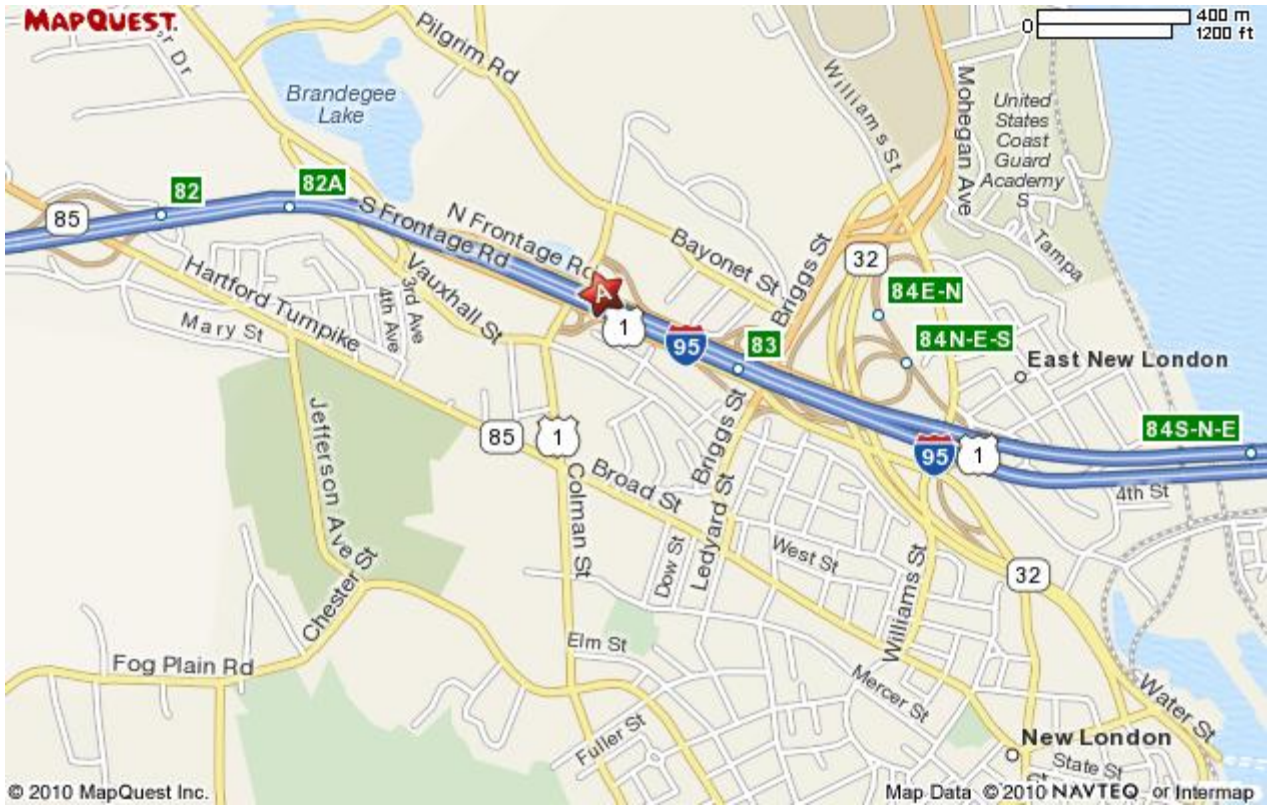 MAPQUEST.
400 m
0
1200 ft
Pilgrim Rd
Dr
Brandegee
Lake
Williams St
Mohegan Ave
United
States
Coast
Guard
Academy
S
Tampa
82
82A
85
S Frontage Rd
N Frontage Rd
Bayonet St
Briggs St
32
84E-N
84N-E-S
East New London
A
1
95
83
Hartford Turnpike
Mary St
4th Ave
3rd Ave
Vauxhall St
Jefferson Ave
85
1
Briggs St
95
1
84S-N-E
4th St
Colman St
Broad St
Dow St
Ledyard St
West St
Williams St
32
Chester St
Fog Plain Rd
Elm St
Mercer St
Water St
Fuller St
New London
State St
St
© 2010 MapQuest Inc.
Map Data © 2010 NAVTEQ or Intermap